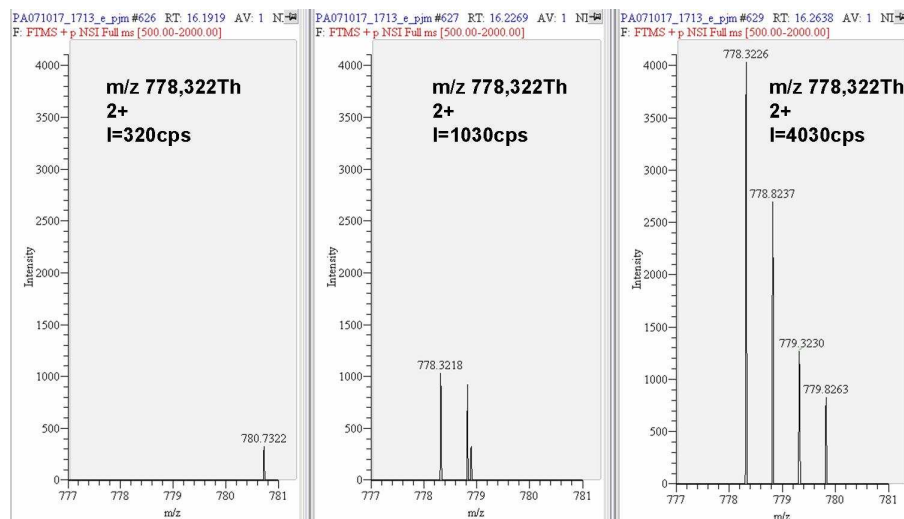 PA071017_1713_e_pjm #626 RT: 16.1919 AV: 1 NI
F: FTMS + p NSI Full ms [500.00-2000.00]
m/z 778,322Th
2+
I=320cps
4000
3500
3000
2500
2000
1500
1000
500
0
Intensity
780.7322
777 778 779 780 781
m/z
PA071017_1713_e_pjm #627 RT: 16.2269 AV: 1 NI
F: FTMS + p NSI Full ms [500.00-2000.00]
m/z 778,322Th
2+
I=1030cps
4000
3500
3000
2500
2000
1500
1000
500
0
Intensity
778.3218
777 778 779 780 781
m/z
PA071017_1713_e_pjm #629 RT: 16.2638 AV: 1 NI
F: FTMS + p NSI Full ms [500.00-2000.00]
778.3226
m/z 778,322Th
2+
I=4030cps
4000
3500
3000
2500
2000
1500
1000
500
0
Intensity
778.8237
779.3230
779.8263
777 778 779 780 781
m/z